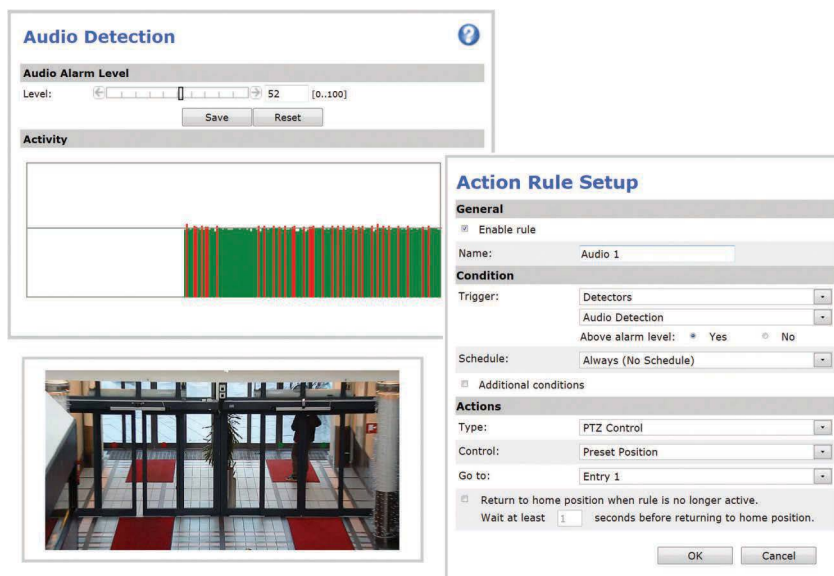 Audio Detection
?
Audio Alarm Level
Level: 52 [0..100]
Save Reset
Activity
Action Rule Setup
General
Enable rule
Name: Audio 1
Condition
Trigger: Detectors
Audio Detection
Above alarm level: Yes No
Schedule: Always (No Schedule)
Additional conditions
Actions
Type: PTZ Control
Control: Preset Position
Go to: Entry 1
Return to home position when rule is no longer active.
Wait at least 1 seconds before returning to home position.
OK Cancel